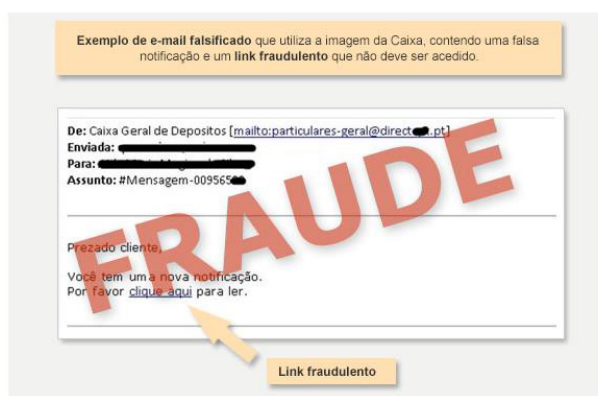 Exemplo de e-mail falsificado que utiliza a imagem da Caixa, contendo uma falsa
notificação e um link fraudulento que não deve ser acedido.
De: Caixa Geral de Depositos [mailto:particulares-geral@direct .pt]
Enviada:
Para:
Assunto: #Mensagem-009565
FRAUDE
Prezado cliente,
Você tem uma nova notificação.
Por favor clique aqui para ler.
Link fraudulento